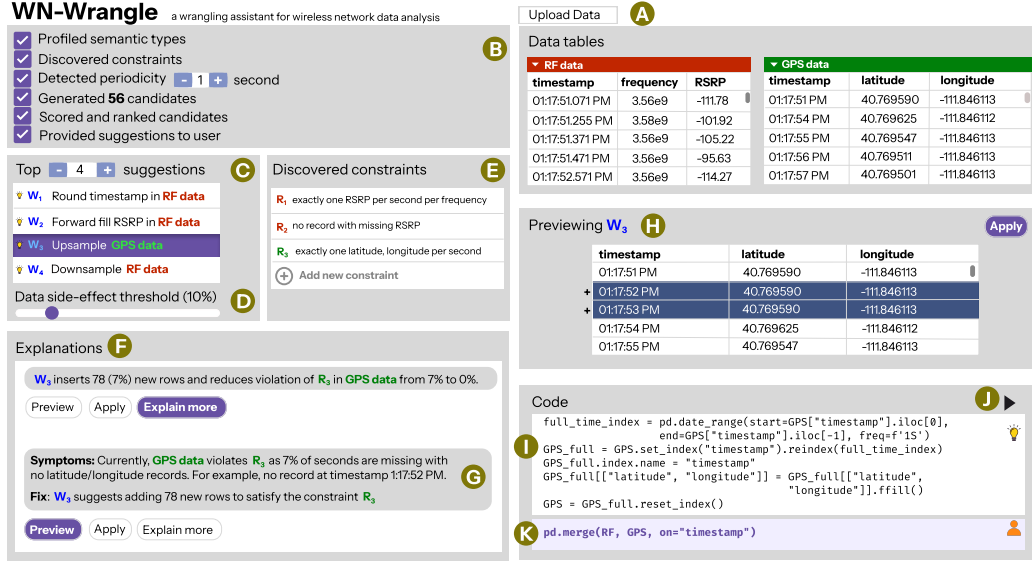 WN-Wrangle a wrangling assistant for wireless network data analysis
B
Profiled semantic types
Discovered constraints
Detected periodicity - 1 + second
Generated 56 candidates
Scored and ranked candidates
Provided suggestions to user
Top - 4 + suggestions
C
W1 Round timestamp in RF data
W2 Forward fill RSRP in RF data
W3 Upsample GPS data
W4 Downsample RF data
Data side-effect threshold (10%)
D
Discovered constraints
E
R1 exactly one RSRP per second per frequency
R2 no record with missing RSRP
R3 exactly one latitude, longitude per second
+ Add new constraint
Explanations
F
W3 inserts 78 (7%) new rows and reduces violation of R3 in GPS data from 7% to 0%.
Preview Apply Explain more
Symptoms: Currently, GPS data violates R3 as 7% of seconds are missing with
no latitude/longitude records. For example, no record at timestamp 1:17:52 PM.
G
Fix: W3 suggests adding 78 new rows to satisfy the constraint R3
Preview Apply Explain more
Upload Data
A
Data tables
RF data
timestamp frequency RSRP
01:17:51.071 PM 3.56e9 -111.78
01:17:51.255 PM 3.58e9 -101.92
01:17:51.371 PM 3.56e9 -105.22
01:17:51.471 PM 3.56e9 -95.63
01:17:52.571 PM 3.56e9 -114.27
GPS data
timestamp latitude longitude
01:17:51 PM 40.769590 -111.846113
01:17:54 PM 40.769625 -111.846112
01:17:55 PM 40.769547 -111.846113
01:17:56 PM 40.769511 -111.846113
01:17:57 PM 40.769501 -111.846113
Previewing W3
H
Apply
timestamp latitude longitude
01:17:51 PM 40.769590 -111.846113
+ 01:17:52 PM 40.769590 -111.846113
+ 01:17:53 PM 40.769590 -111.846113
01:17:54 PM 40.769625 -111.846112
01:17:55 PM 40.769547 -111.846113
Code
J
I
full_time_index = pd.date_range(start=GPS["timestamp"].iloc[0],
end=GPS["timestamp"].iloc[-1], freq=f'1S')
GPS_full = GPS.set_index("timestamp").reindex(full_time_index)
GPS_full.index.name = "timestamp"
GPS_full[["latitude", "longitude"]] = GPS_full[["latitude",
"longitude"]].ffill()
GPS = GPS_full.reset_index()
K
pd.merge(RF, GPS, on="timestamp")